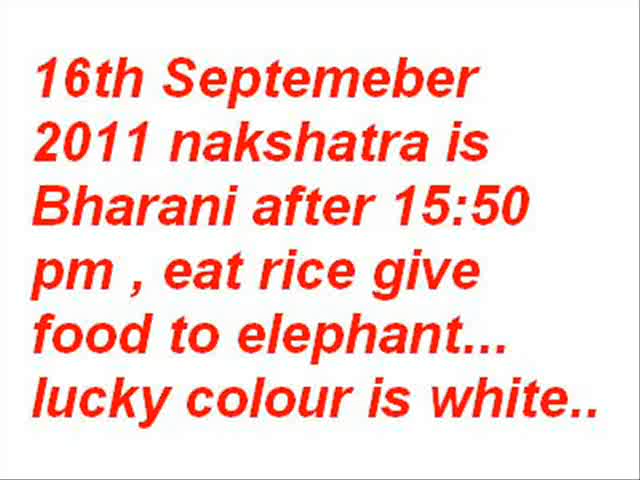 16th Septemeber
2011 nakshatra is
Bharani after 15:50
pm , eat rice give
food to elephant...
lucky colour is white..